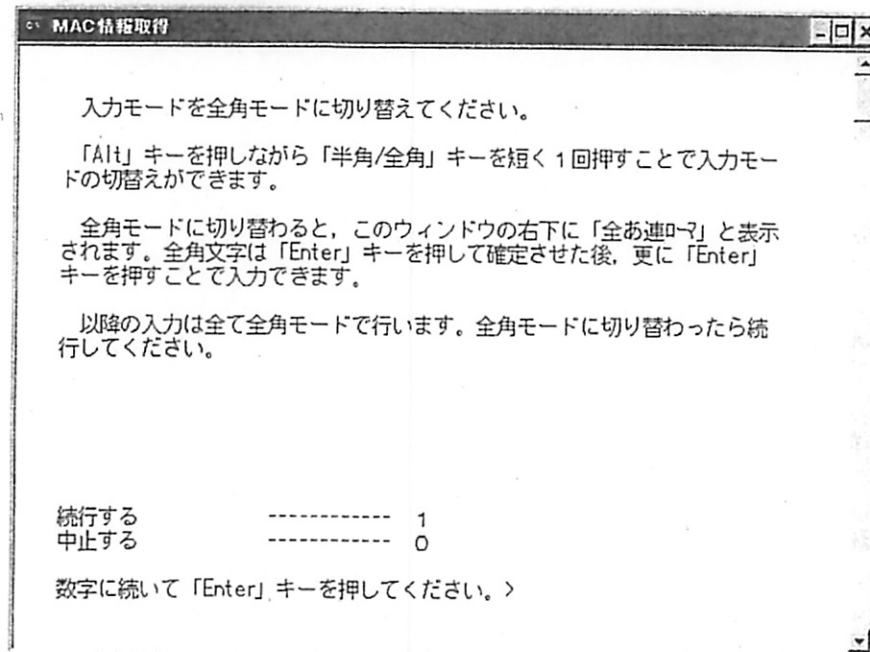 MAC情報取得
入力モードを全角モードに切り替えてください。
「Alt」キーを押しながら「半角/全角」キーを短く1回押すことで入力モー
ドの切替えができます。
全角モードに切り替わると，このウィンドウの右下に「全あ連ﾛｰﾏ」と表示
されます。全角文字は「Enter」キーを押して確定させた後，更に「Enter」
キーを押すことで入力できます。
以降の入力は全て全角モードで行います。全角モードに切り替わったら続
行してください。
続行する ------------ 1
中止する ------------ 0
数字に続いて「Enter」キーを押してください。>